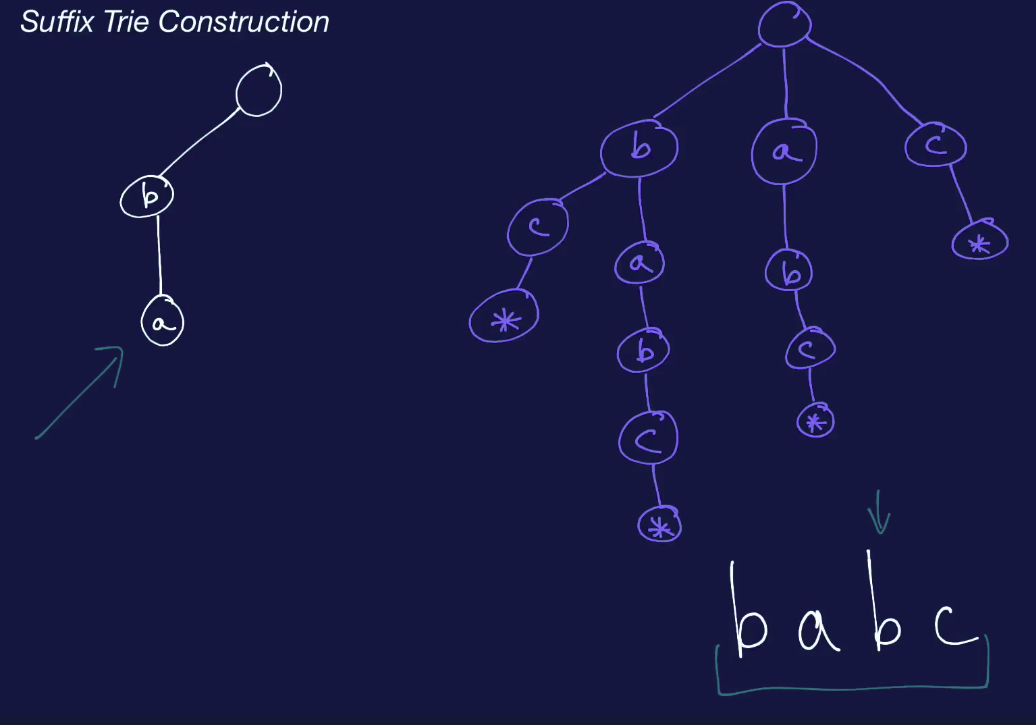 Suffix Trie Construction
b
a
b a c
c a b c *
* b c *
c *
*
b a b c